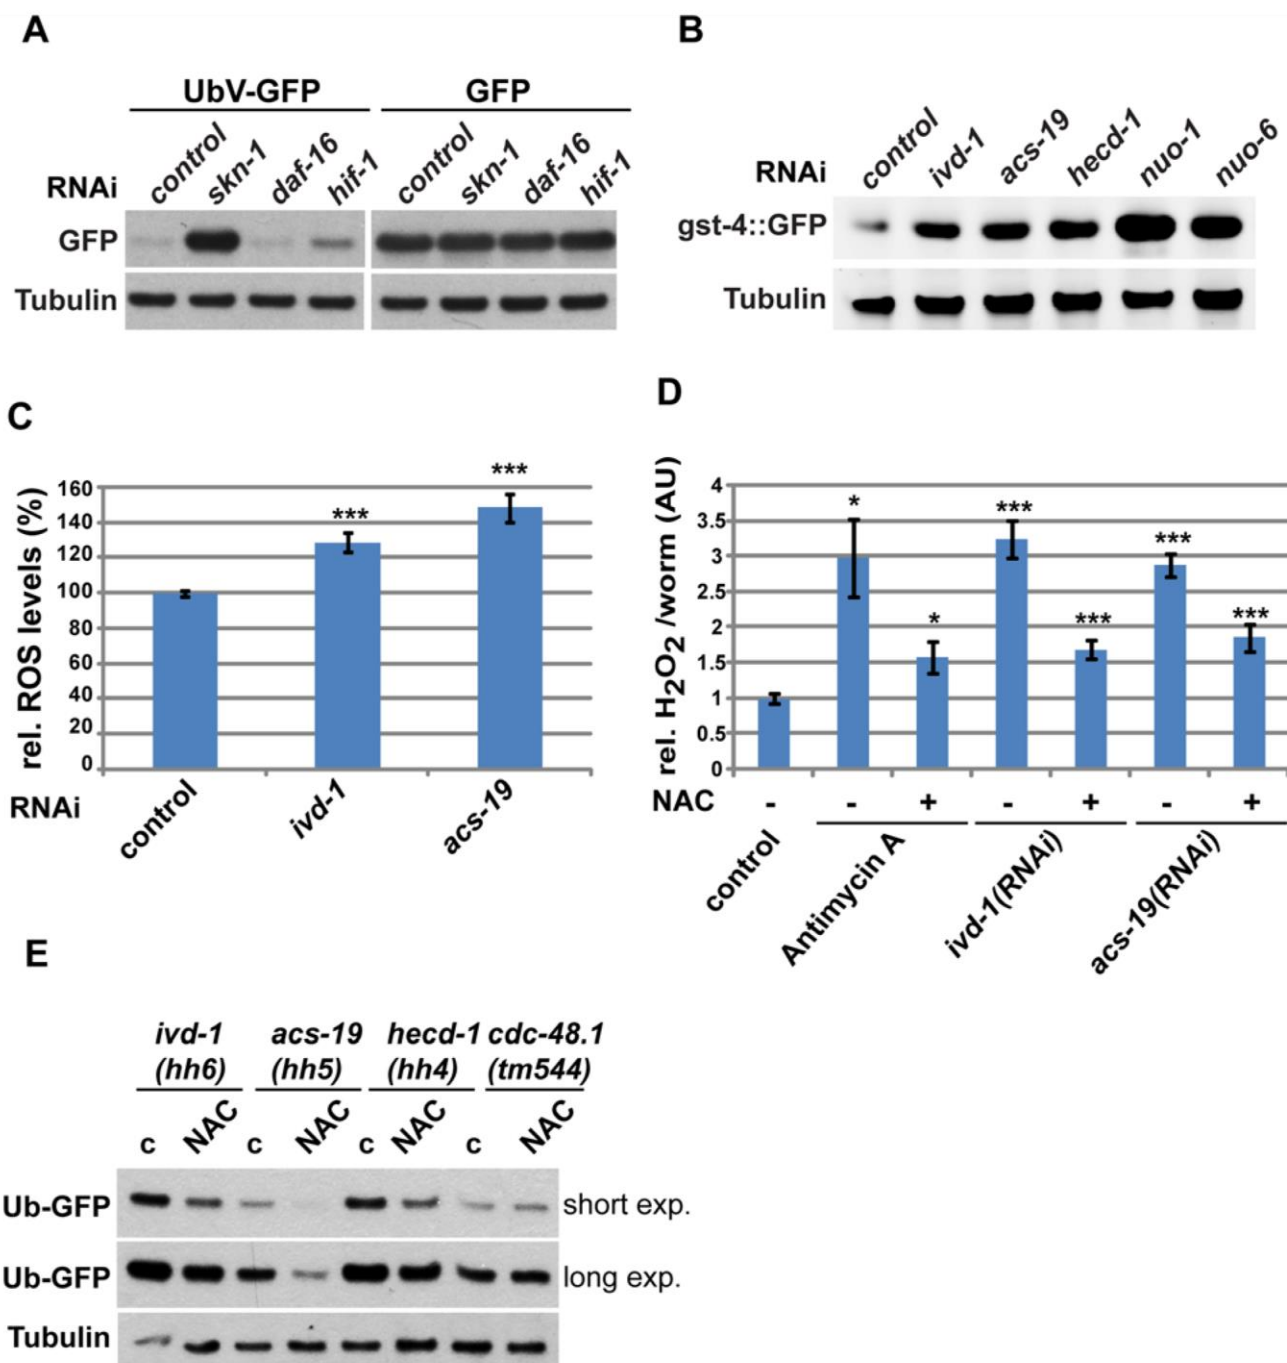 A
UbV-GFP GFP
control skn-1 daf-16 hif-1 control skn-1 daf-16 hif-1
RNAi
GFP
Tubulin
B
control ivd-1 acs-19 hecd-1 nuo-1 nuo-6
RNAi
gst-4::GFP
Tubulin
C
rel. ROS levels (%)
160
140
120
100
80
60
40
20
0
*** ***
RNAi control ivd-1 acs-19
D
rel. H2O2 /worm (AU)
4
3.5
3
2.5
2
1.5
1
0.5
0
* * *** *** *** ***
NAC - - + - + - +
control Antimycin A ivd-1(RNAi) acs-19(RNAi)
E
ivd-1 acs-19 hecd-1 cdc-48.1
(hh6) (hh5) (hh4) (tm544)
c NAC c NAC c NAC c NAC
Ub-GFP short exp.
Ub-GFP long exp.
Tubulin